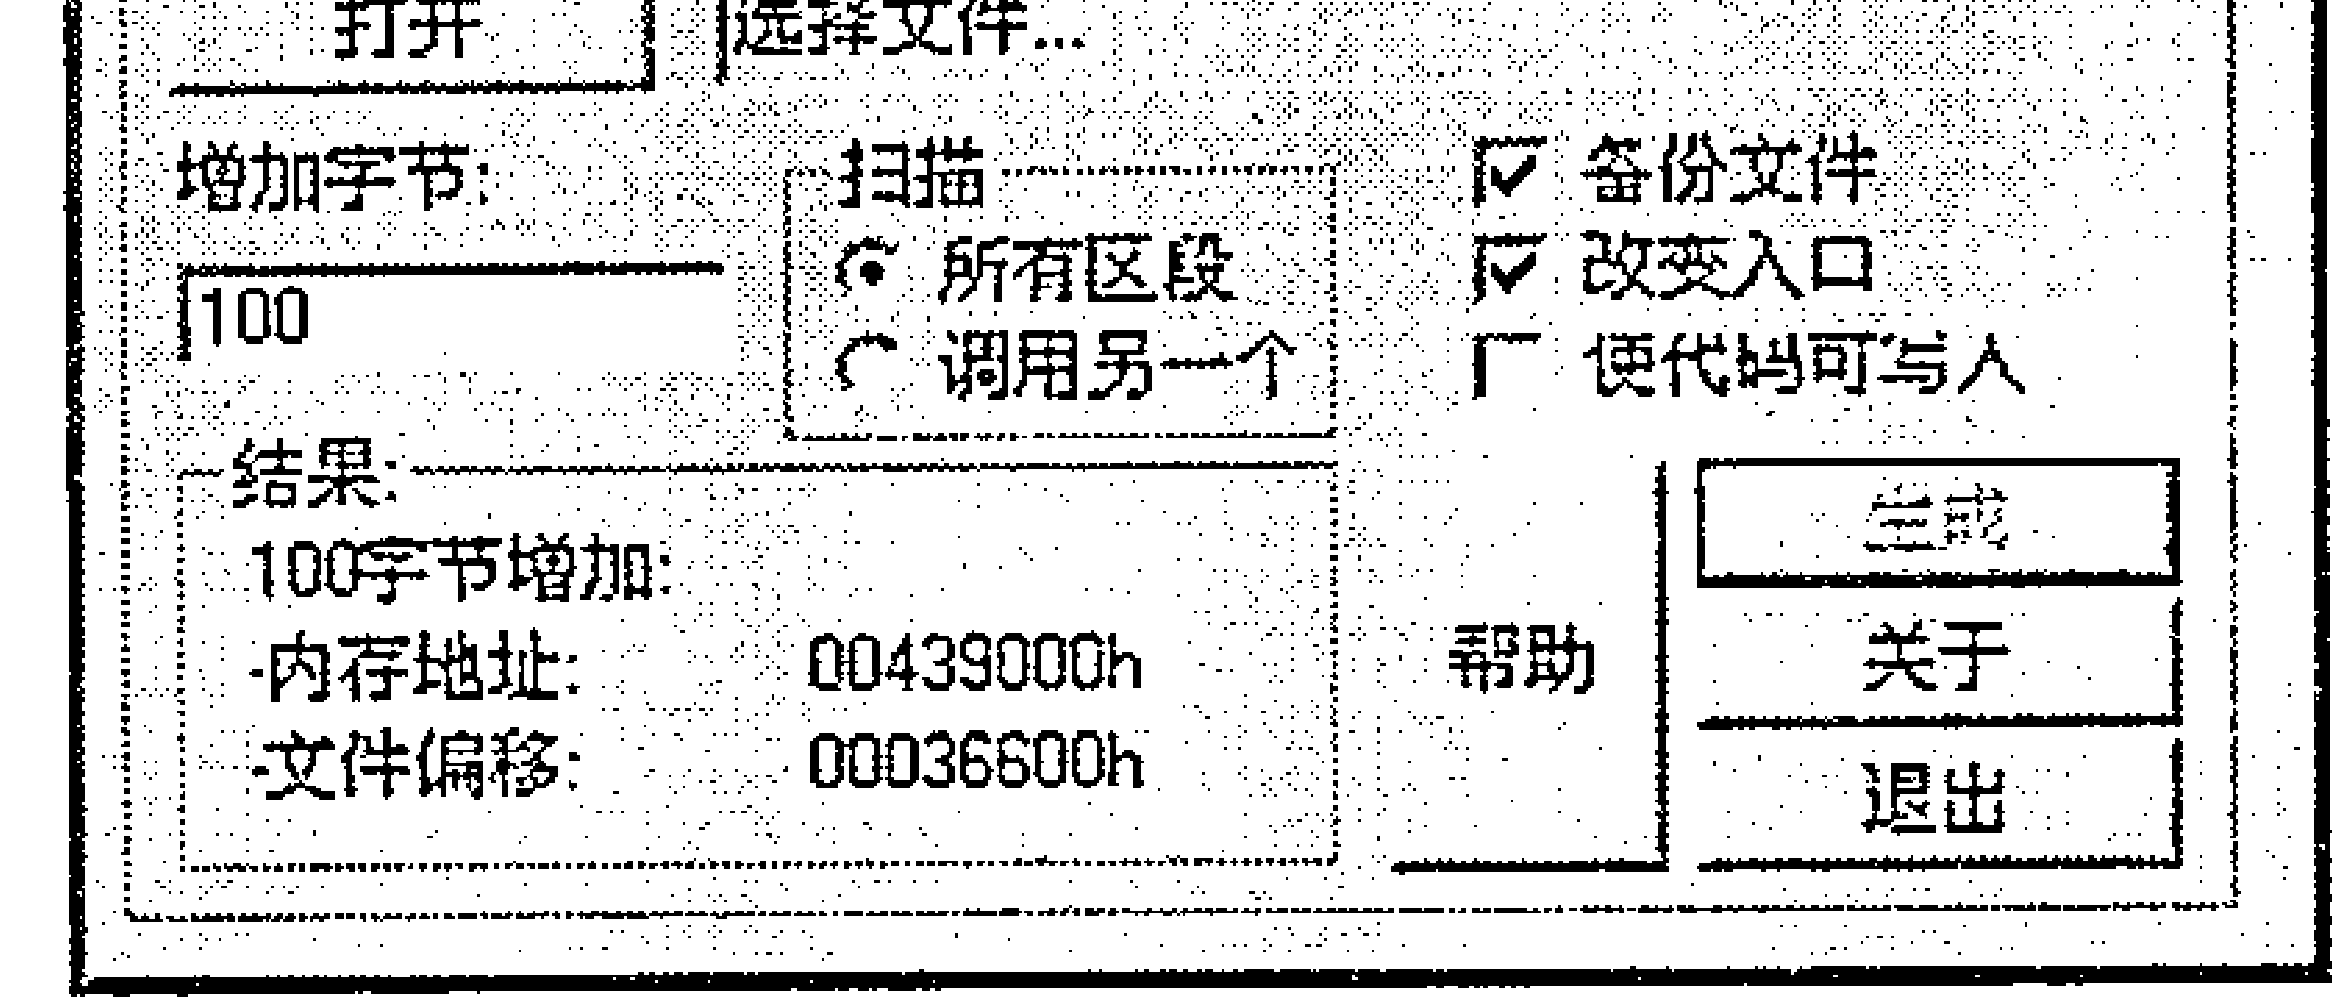 打开 选择文件...
增加字节: 扫描 备份文件
所有区段 改变入口
100
调用另一个 使代码可写入
结果:
生成
100字节增加:
-内存地址: 00439000h 帮助 关于
-文件偏移: 00036600h
退出